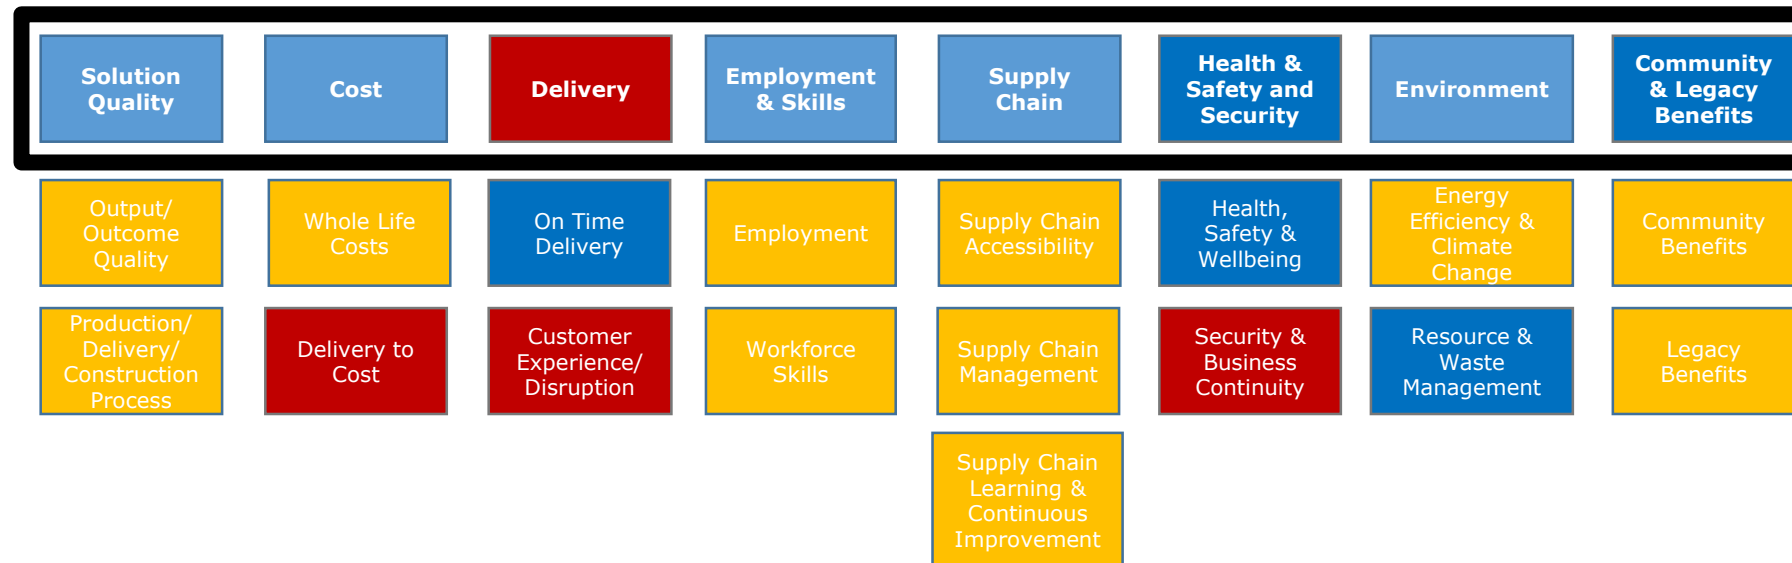 Solution
Quality
Cost
Delivery
Employment
& Skills
Supply
Chain
Health &
Safety and
Security
Environment
Community
& Legacy
Benefits
Output/
Outcome
Quality
Whole Life
Costs
On Time
Delivery
Employment
Supply Chain
Accessibility
Health,
Safety &
Wellbeing
Energy
Efficiency &
Climate
Change
Community
Benefits
Production/
Delivery/
Construction
Process
Delivery to
Cost
Customer
Experience/
Disruption
Workforce
Skills
Supply Chain
Management
Security &
Business
Continuity
Resource &
Waste
Management
Legacy
Benefits
Supply Chain
Learning &
Continuous
Improvement